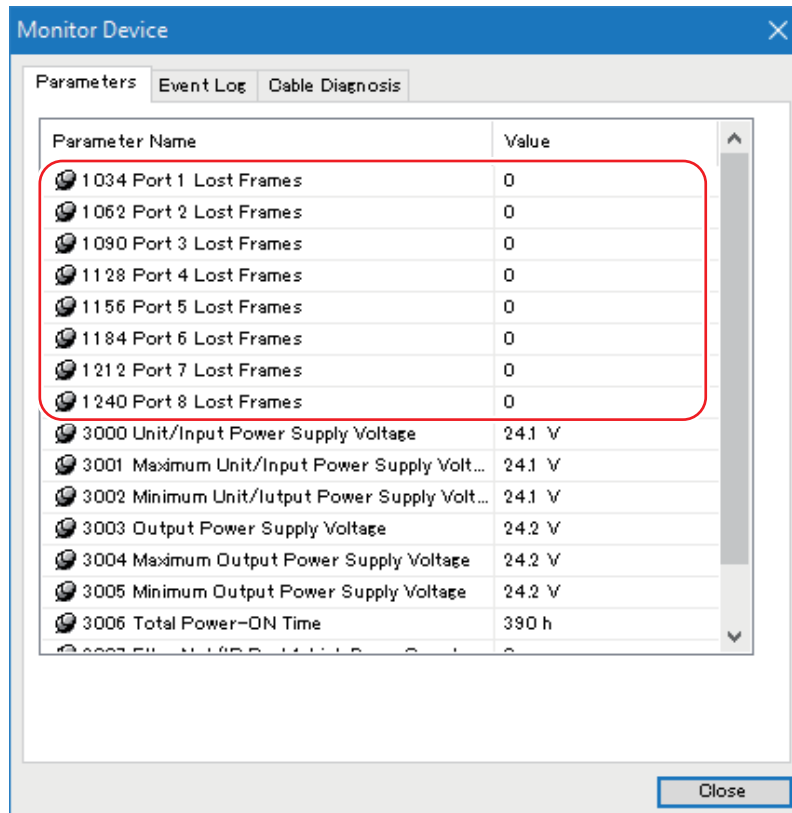 Monitor Device
Parameters Event Log Cable Diagnosis
Parameter Name Value
1034 Port 1 Lost Frames 0
1062 Port 2 Lost Frames 0
1090 Port 3 Lost Frames 0
1128 Port 4 Lost Frames 0
1156 Port 5 Lost Frames 0
1184 Port 6 Lost Frames 0
1212 Port 7 Lost Frames 0
1240 Port 8 Lost Frames 0
3000 Unit/Input Power Supply Voltage 24.1 V
3001 Maximum Unit/Input Power Supply Volt... 24.1 V
3002 Minimum Unit/Iutput Power Supply Volt... 24.1 V
3003 Output Power Supply Voltage 24.2 V
3004 Maximum Output Power Supply Voltage 24.2 V
3005 Minimum Output Power Supply Voltage 24.2 V
3006 Total Power-ON Time 390 h
Close